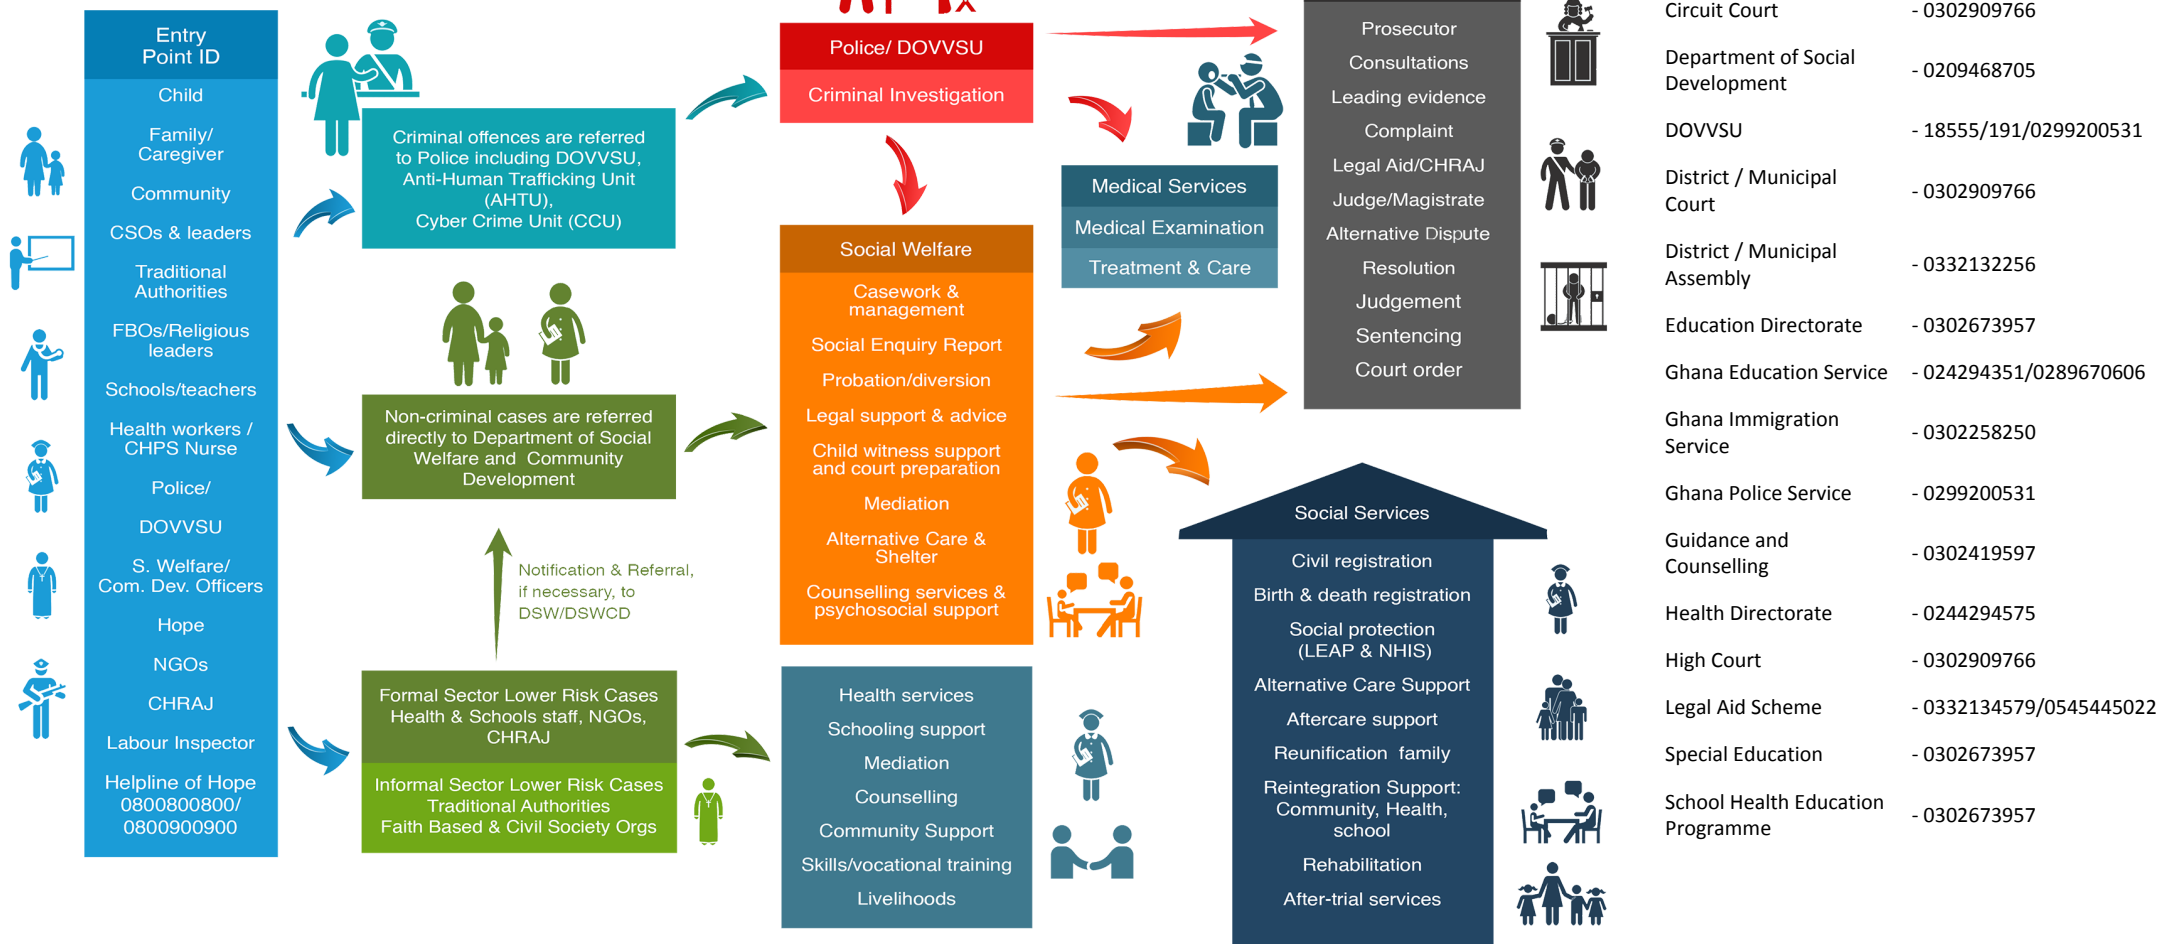 Entry
Point ID
Child
Family/
Caregiver
Community
CSOs & leaders
Traditional
Authorities
FBOs/Religious
leaders
Schools/teachers
Health workers /
CHPS Nurse
Police/
DOVVSU
S. Welfare/
Com. Dev. Officers
Hope
NGOs
CHRAJ
Labour Inspector
Helpline of Hope
0800800800/
0800900900
Criminal offences are referred
to Police including DOVVSU,
Anti-Human Trafficking Unit
(AHTU),
Cyber Crime Unit (CCU)
Non-criminal cases are referred
directly to Department of Social
Welfare and Community
Development
Notification & Referral,
if necessary, to
DSW/DSWCD
Formal Sector Lower Risk Cases
Health & Schools staff, NGOs,
CHRAJ
Informal Sector Lower Risk Cases
Traditional Authorities
Faith Based & Civil Society Orgs
Police/ DOVVSU
Criminal Investigation
Social Welfare
Casework &
management
Social Enquiry Report
Probation/diversion
Legal support & advice
Child witness support
and court preparation
Mediation
Alternative Care &
Shelter
Counselling services &
psychosocial support
Health services
Schooling support
Mediation
Counselling
Community Support
Skills/vocational training
Livelihoods
Medical Services
Medical Examination
Treatment & Care
Prosecutor
Consultations
Leading evidence
Complaint
Legal Aid/CHRAJ
Judge/Magistrate
Alternative Dispute
Resolution
Judgement
Sentencing
Court order
Social Services
Civil registration
Birth & death registration
Social protection
(LEAP & NHIS)
Alternative Care Support
Aftercare support
Reunification family
Reintegration Support:
Community, Health,
school
Rehabilitation
After-trial services
Circuit Court - 0302909766
Department of Social
Development - 0209468705
DOVVSU - 18555/191/0299200531
District / Municipal
Court - 0302909766
District / Municipal
Assembly - 0332132256
Education Directorate - 0302673957
Ghana Education Service - 024294351/0289670606
Ghana Immigration
Service - 0302258250
Ghana Police Service - 0299200531
Guidance and
Counselling - 0302419597
Health Directorate - 0244294575
High Court - 0302909766
Legal Aid Scheme - 0332134579/0545445022
Special Education - 0302673957
School Health Education
Programme - 0302673957